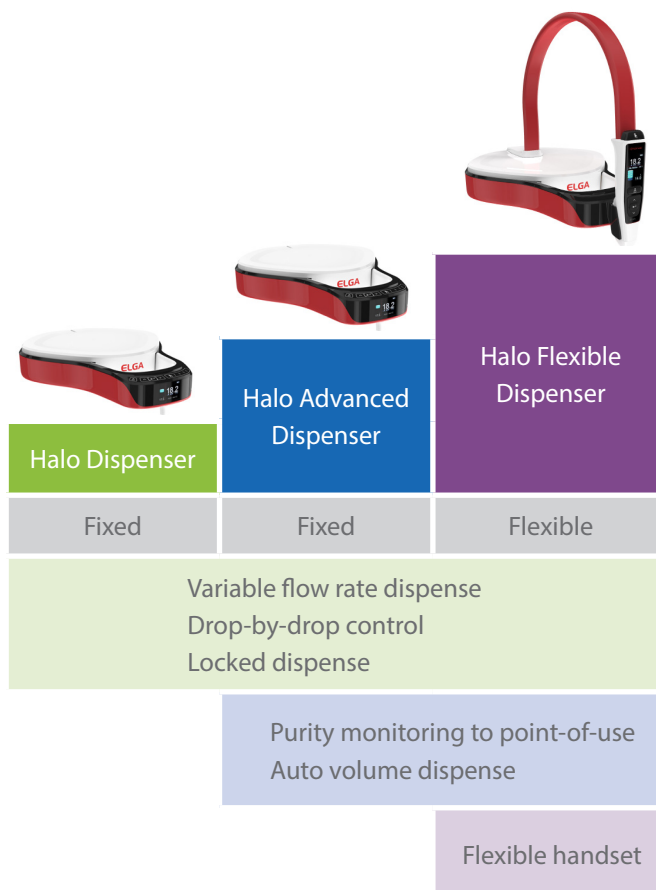 ELGA
18.2
ELGA
18.2
ELGA
18.2
Halo Flexible
Dispenser
Halo Advanced
Dispenser
Halo Dispenser
Fixed
Fixed
Flexible
Variable flow rate dispense
Drop-by-drop control
Locked dispense
Purity monitoring to point-of-use
Auto volume dispense
Flexible handset